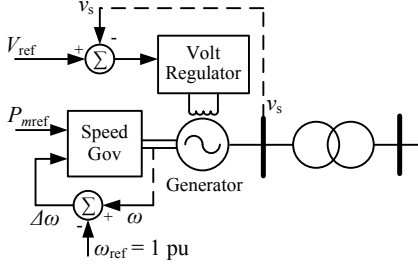 v_s
-
V_ref
+
Σ
Volt
Regulator
v_s
P_mref
Speed
Gov
Generator
Δω
Σ
ω
-
+
ω_ref = 1 pu